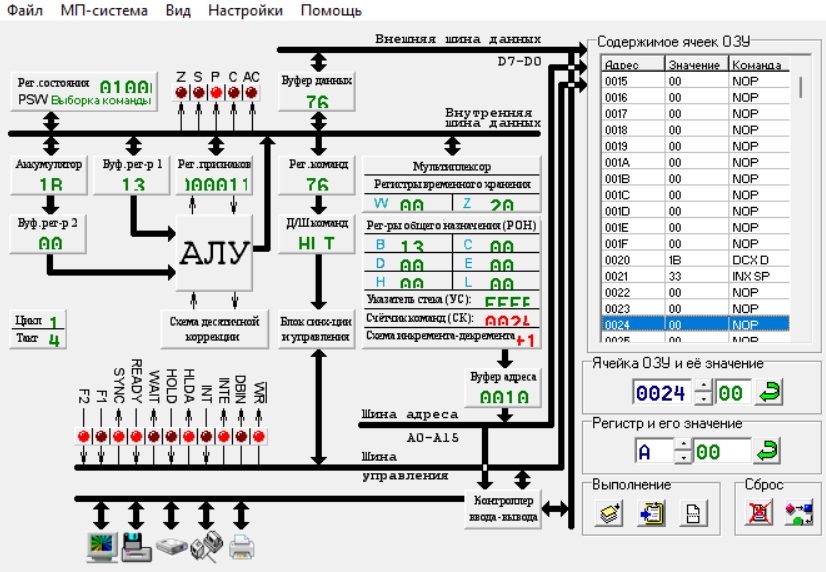 Файл МП-система Вид Настройки Помощь
Внешняя шина данных
D7-D0
Рег.состояния
PSW Выборка команды
Z S P C AC
Буфер данных
76
Внутренняя
шина данных
Аккумулятор
1B
Буф.рег-р 1
13
Рег.признаков
Рег.команд
76
Мультиплексор
Регистры временного хранения
W 00 Z 20
Буф.рег-р 2
00
АЛУ
Д/Ш команд
HLT
Рег-ры общего назначения (РОН)
B 13 C 00
D 00 E 00
H 00 L 00
Указатель стека (УС): FFFF
Счётчик команд (СК): 0024
Схема инкремента-декремента +1
Цикл 1
Такт 4
Схема десятичной
коррекции
Блок синх-ции
и управления
Буфер адреса
0010
F2 F1 SYNC READY WAIT HOLD HLDA INT INTE DBIN WR
Шина адреса
A0-A15
Шина
управления
Контроллер
ввода-вывода
Содержимое ячеек ОЗУ
Адрес Значение Команда
0015 00 NOP
0016 00 NOP
0017 00 NOP
0018 00 NOP
0019 00 NOP
001A 00 NOP
001B 00 NOP
001C 00 NOP
001D 00 NOP
001E 00 NOP
001F 00 NOP
0020 1B DCX D
0021 33 INX SP
0022 00 NOP
0023 00 NOP
0024 00 NOP
0025 00 NOP
Ячейка ОЗУ и её значение
0024 00
Регистр и его значение
A 00
Выполнение
Сброс